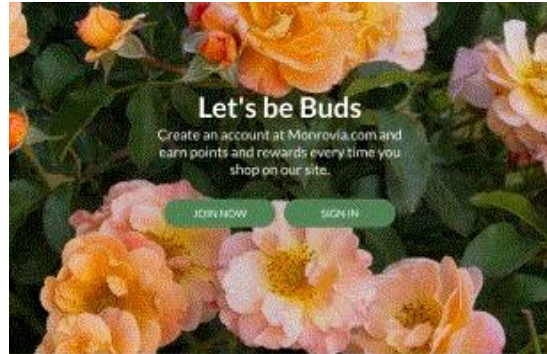 Let's be Buds
Create an account at Monrovia.com and
earn points and rewards every time you
shop on our site.
JOIN NOW
SIGN IN